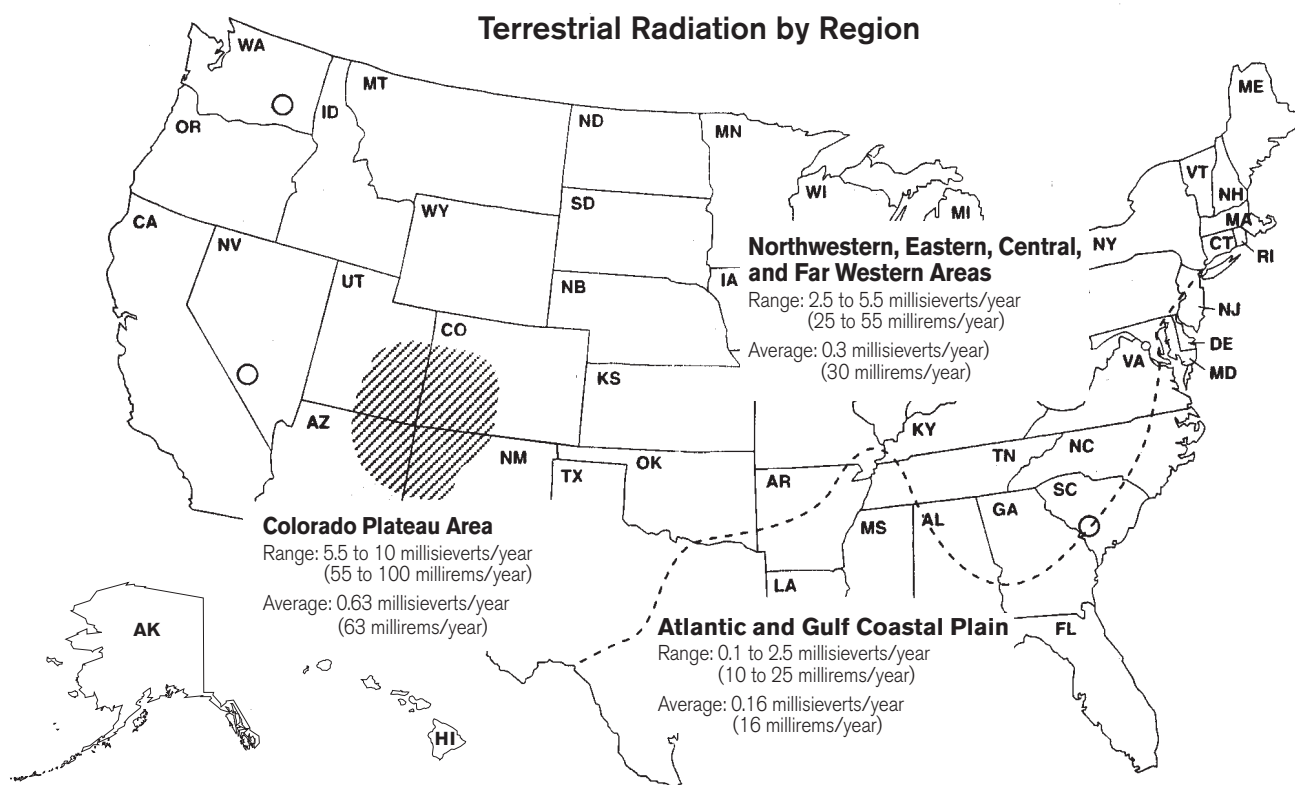 Terrestrial Radiation by Region
WA
MT
ME
ID
ND
OR
MN
VT
WI
NH
SD
WY
MI
MA
CA
NV
NY
CT
RI
Northwestern, Eastern, Central,
and Far Western Areas
Range: 2.5 to 5.5 millisieverts/year
(25 to 55 millirems/year)
Average: 0.3 millisieverts/year)
(30 millirems/year)
UT
IA
NB
NJ
CO
DE
VA
MD
KS
AZ
KY
NC
TN
NM
OK
TX
AR
SC
GA
MS
AL
Colorado Plateau Area
Range: 5.5 to 10 millisieverts/year
(55 to 100 millirems/year)
Average: 0.63 millisieverts/year
(63 millirems/year)
LA
AK
Atlantic and Gulf Coastal Plain
FL
Range: 0.1 to 2.5 millisieverts/year
(10 to 25 millirems/year)
Average: 0.16 millisieverts/year
(16 millirems/year)
HI